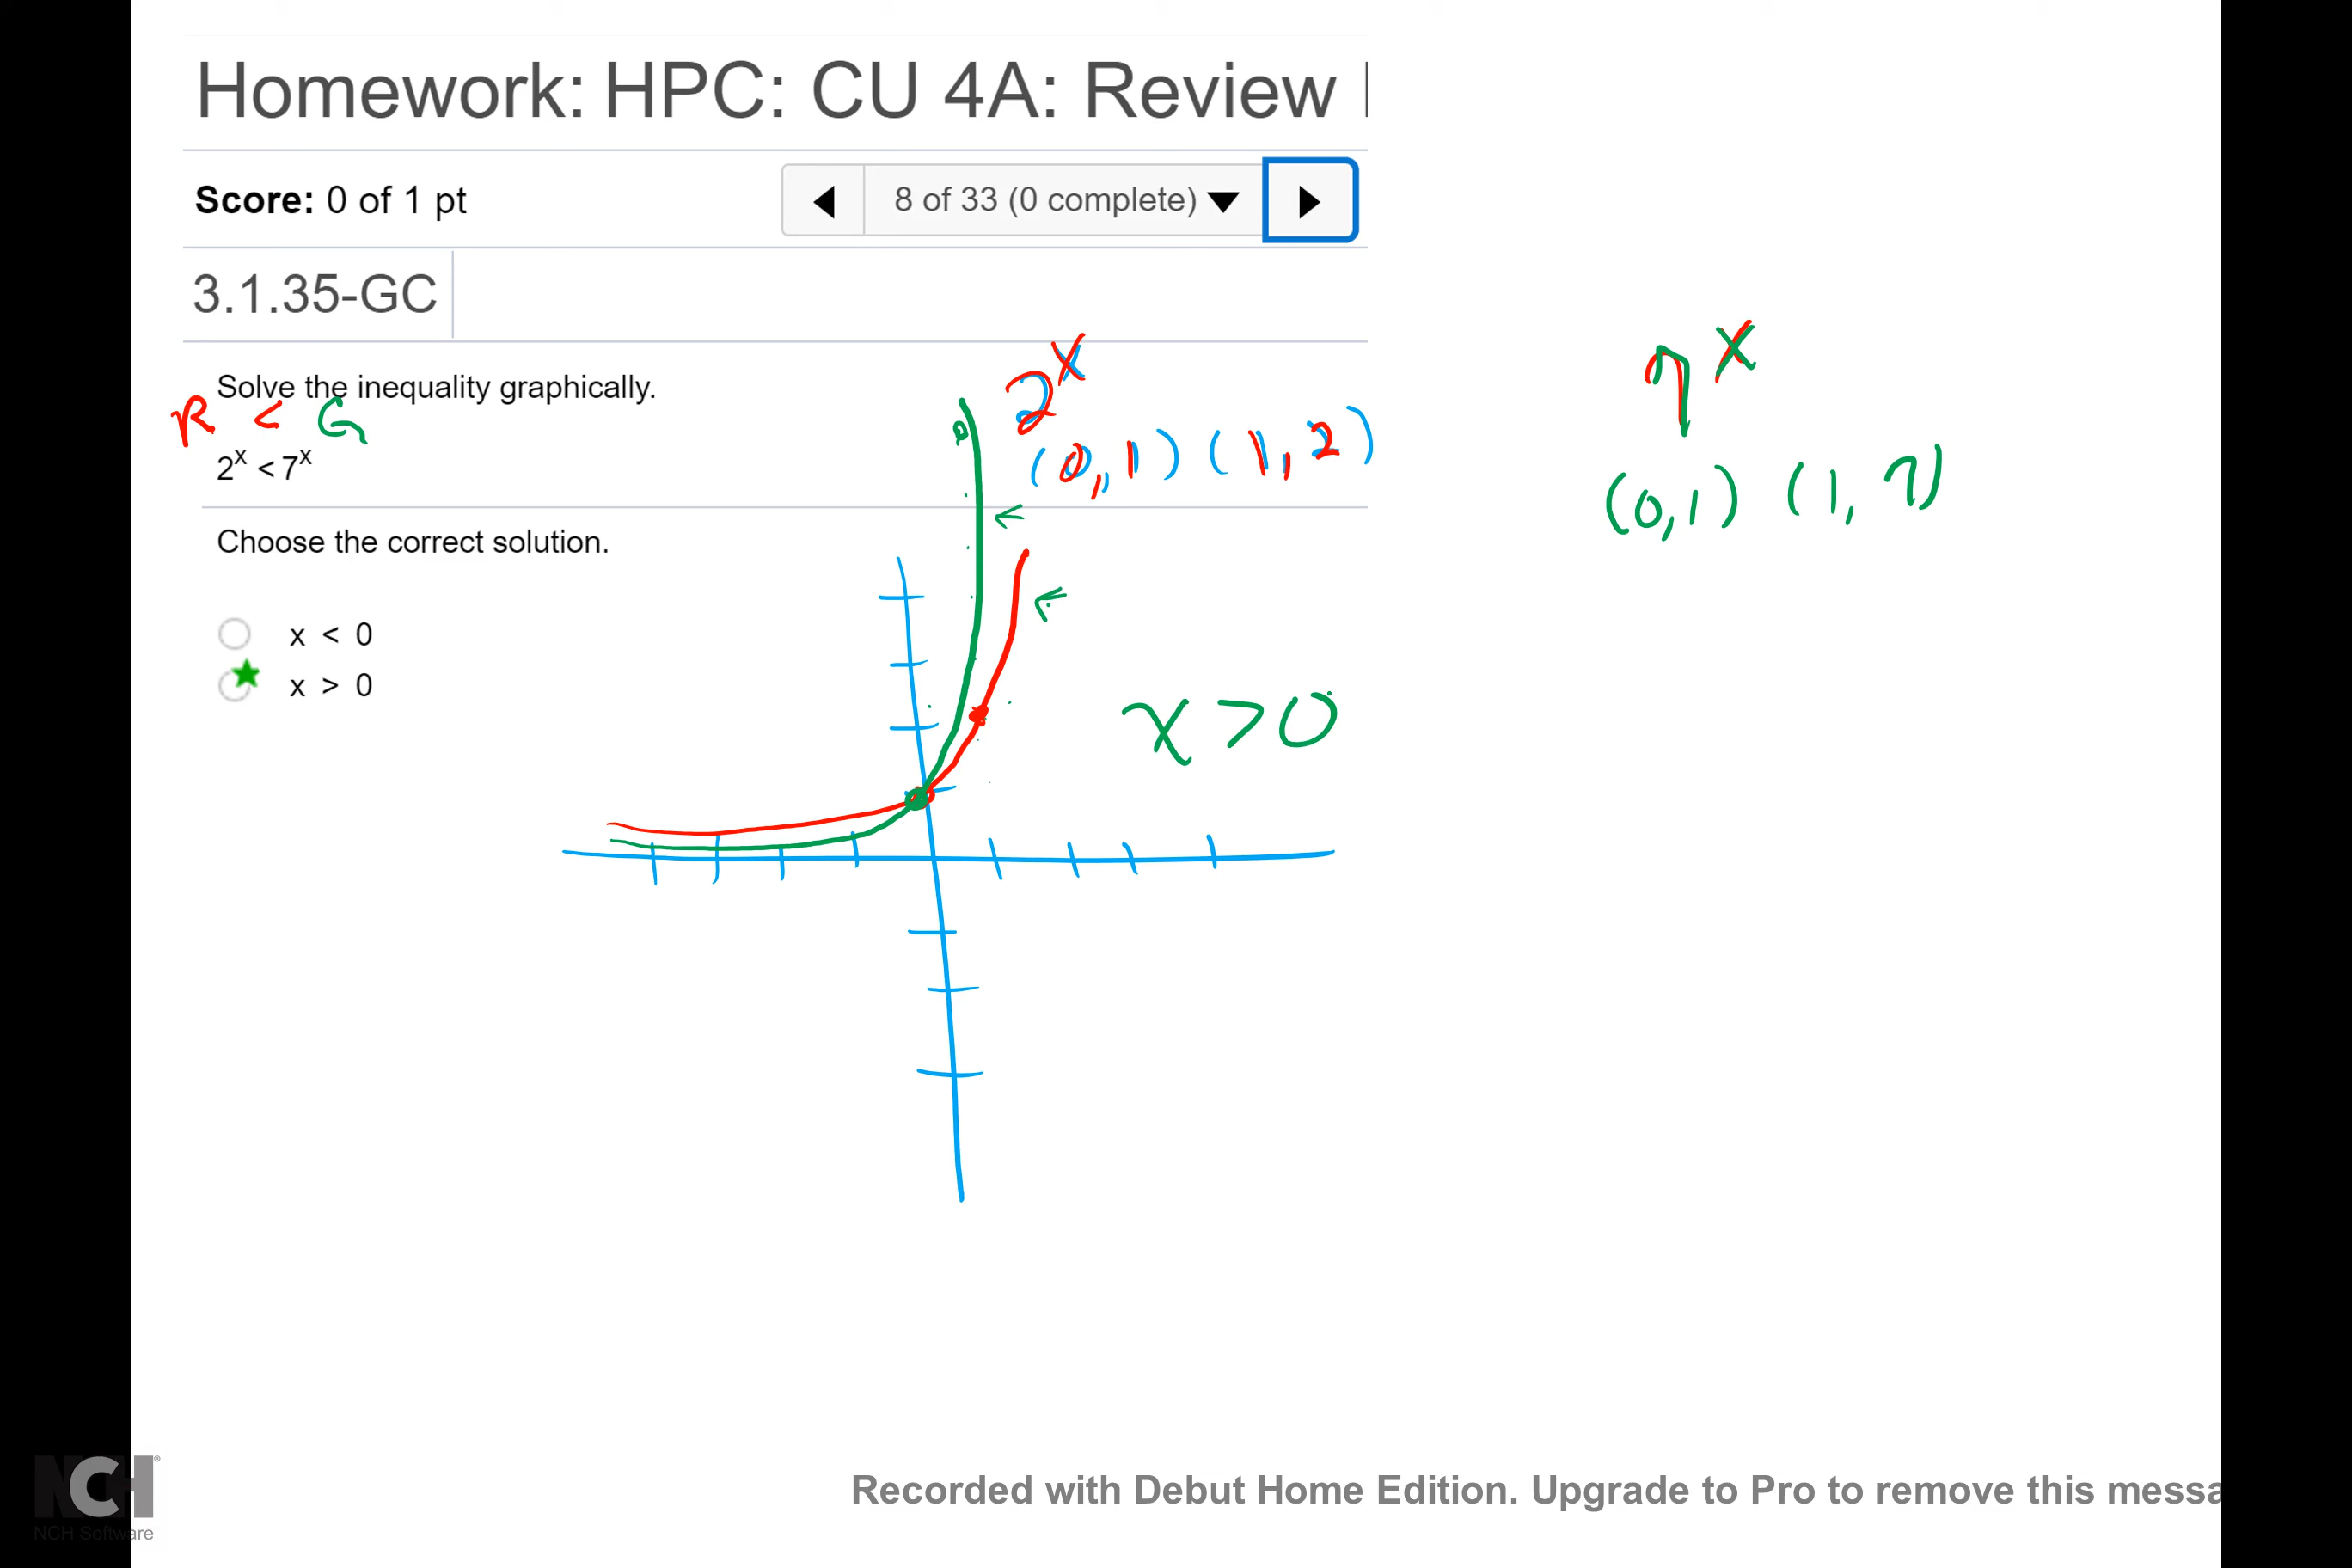 Homework: HPC: CU 4A: Review
Score: 0 of 1 pt
8 of 33 (0 complete)
3.1.35-GC
Solve the inequality graphically.
R < G
2^x < 7^x
Choose the correct solution.
x < 0
x > 0
2^x
(0,1) (1,2)
7^x
(0,1) (1,7)
x > 0
NCH
NCH Software
Recorded with Debut Home Edition. Upgrade to Pro to remove this messa